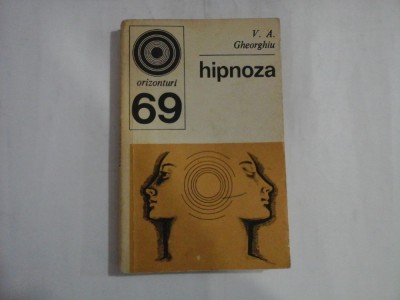 V. A.
Gheorghiu
hipnoza
orizonturi
69